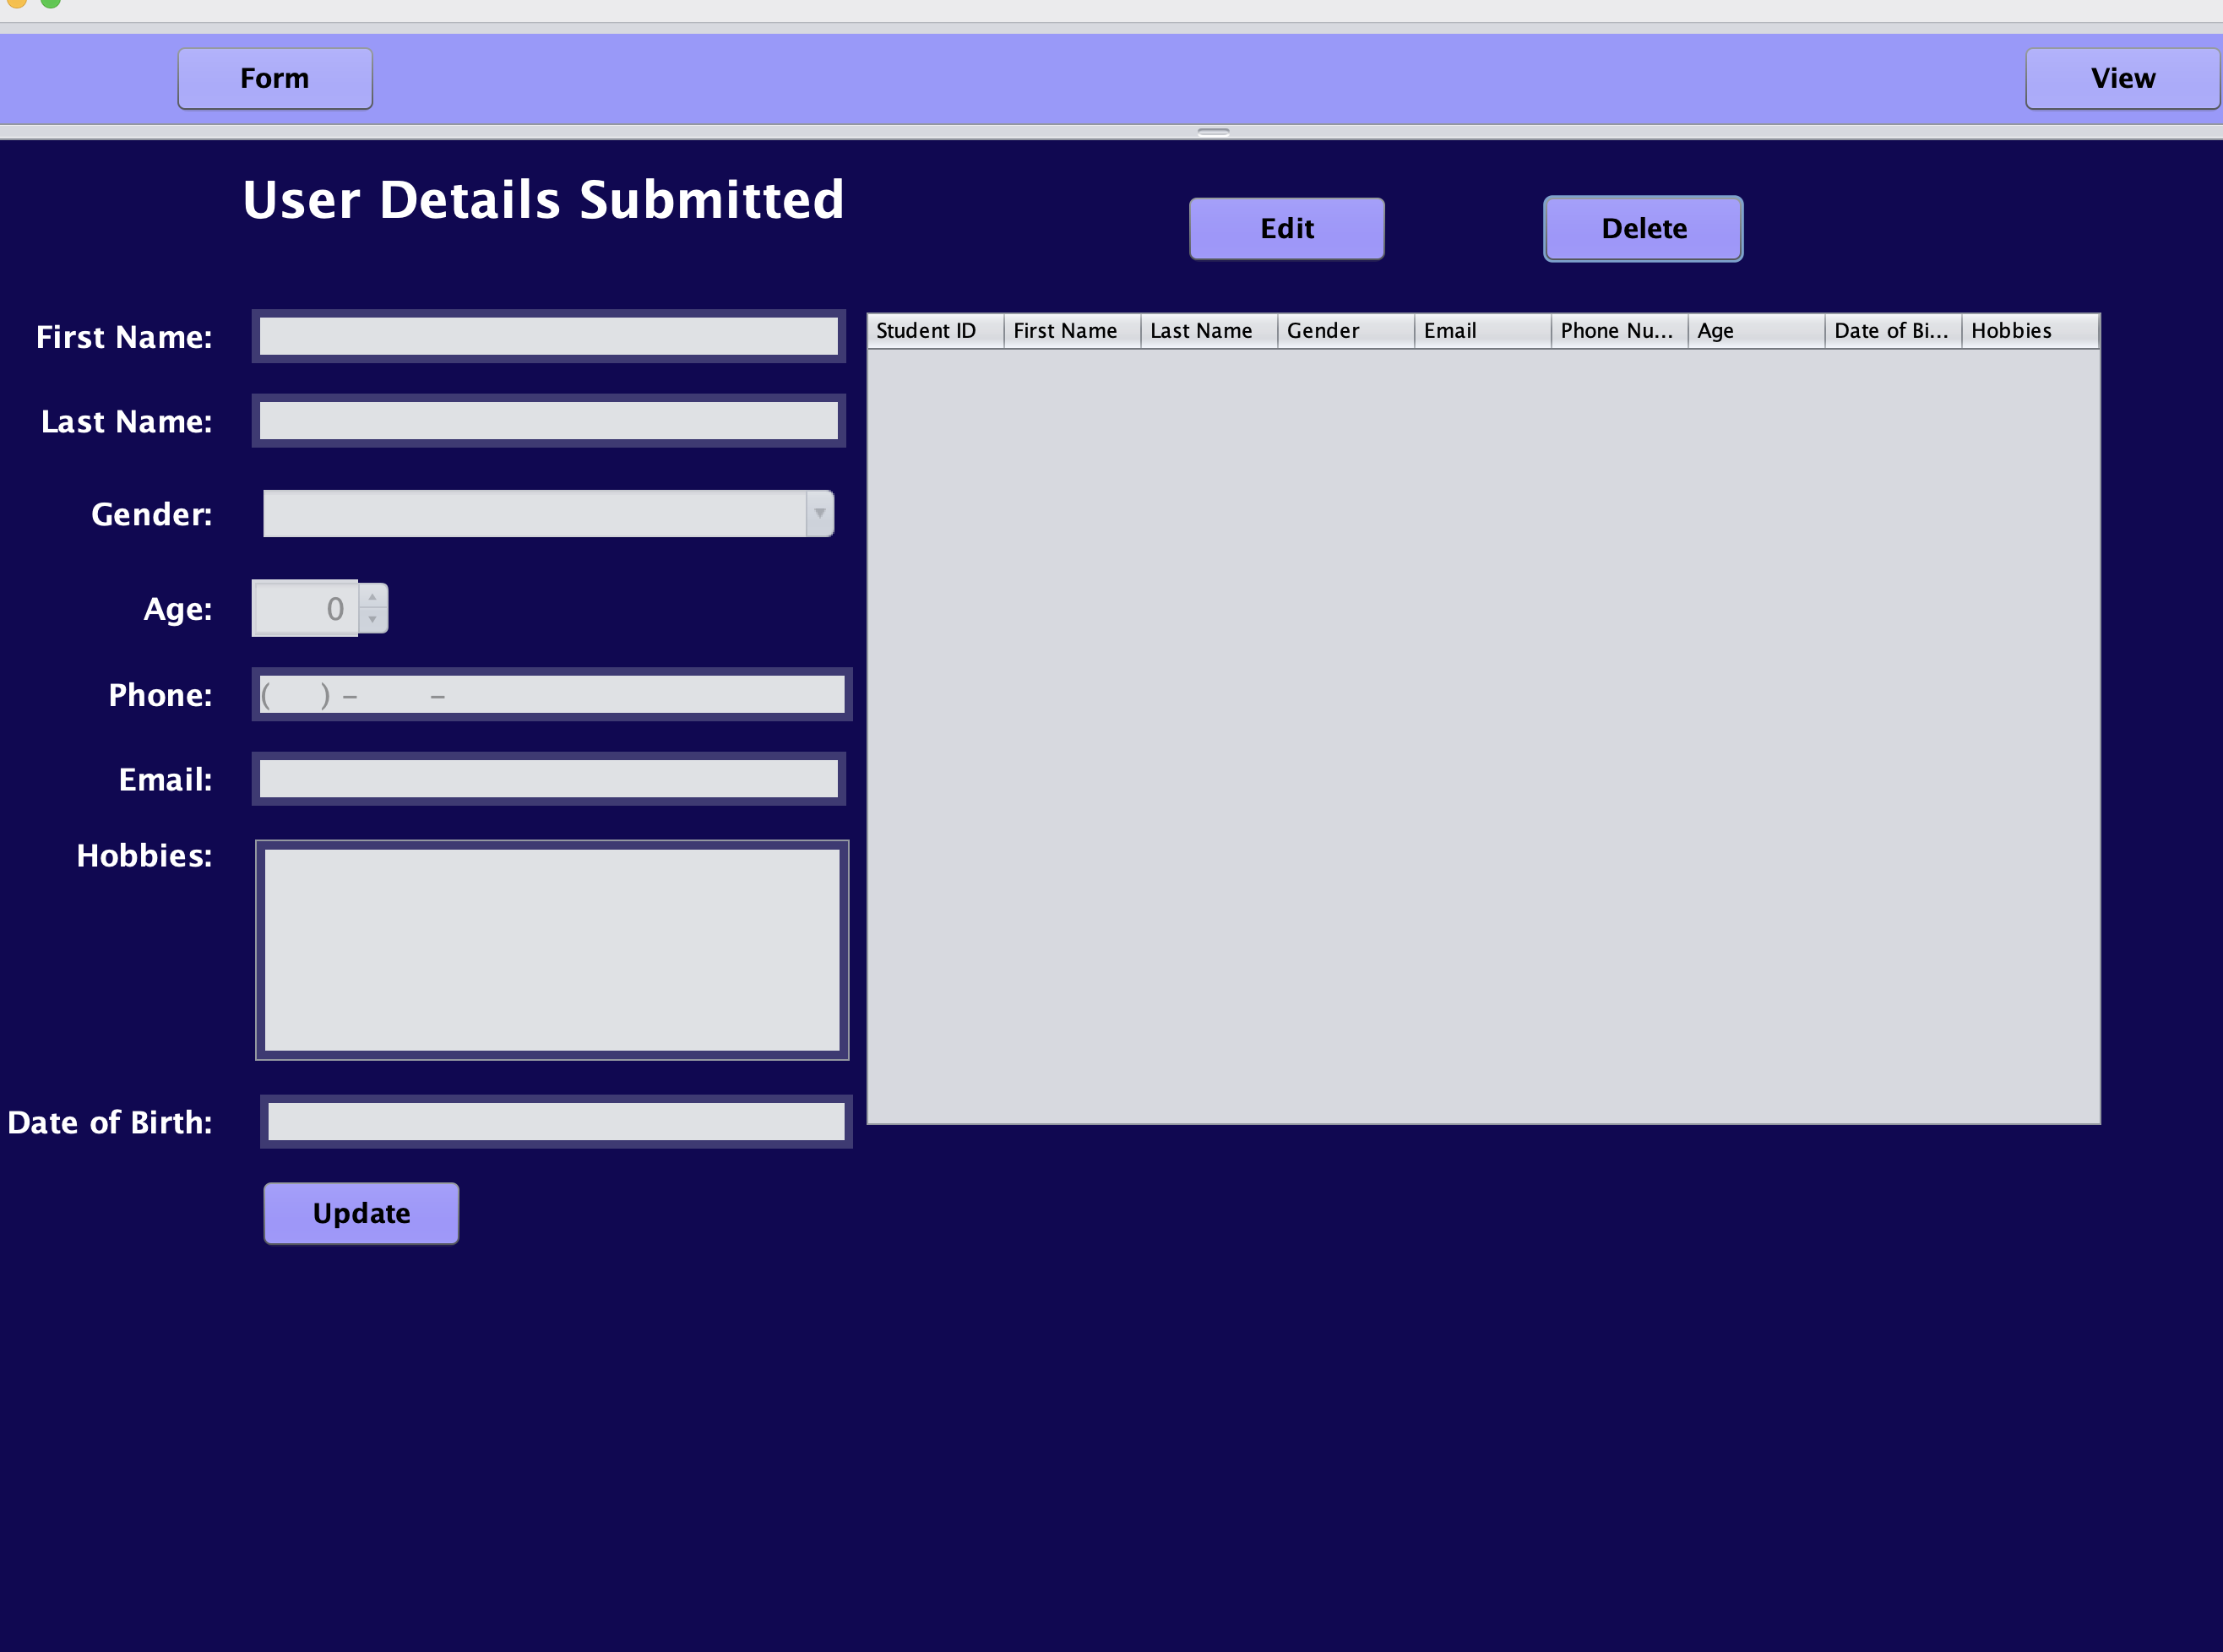 Form
View
User Details Submitted
Edit
Delete
First Name:
Student ID First Name Last Name Gender Email Phone Nu... Age Date of Bi... Hobbies
Last Name:
Gender:
Age: 0
Phone: ( ) - -
Email:
Hobbies:
Date of Birth:
Update